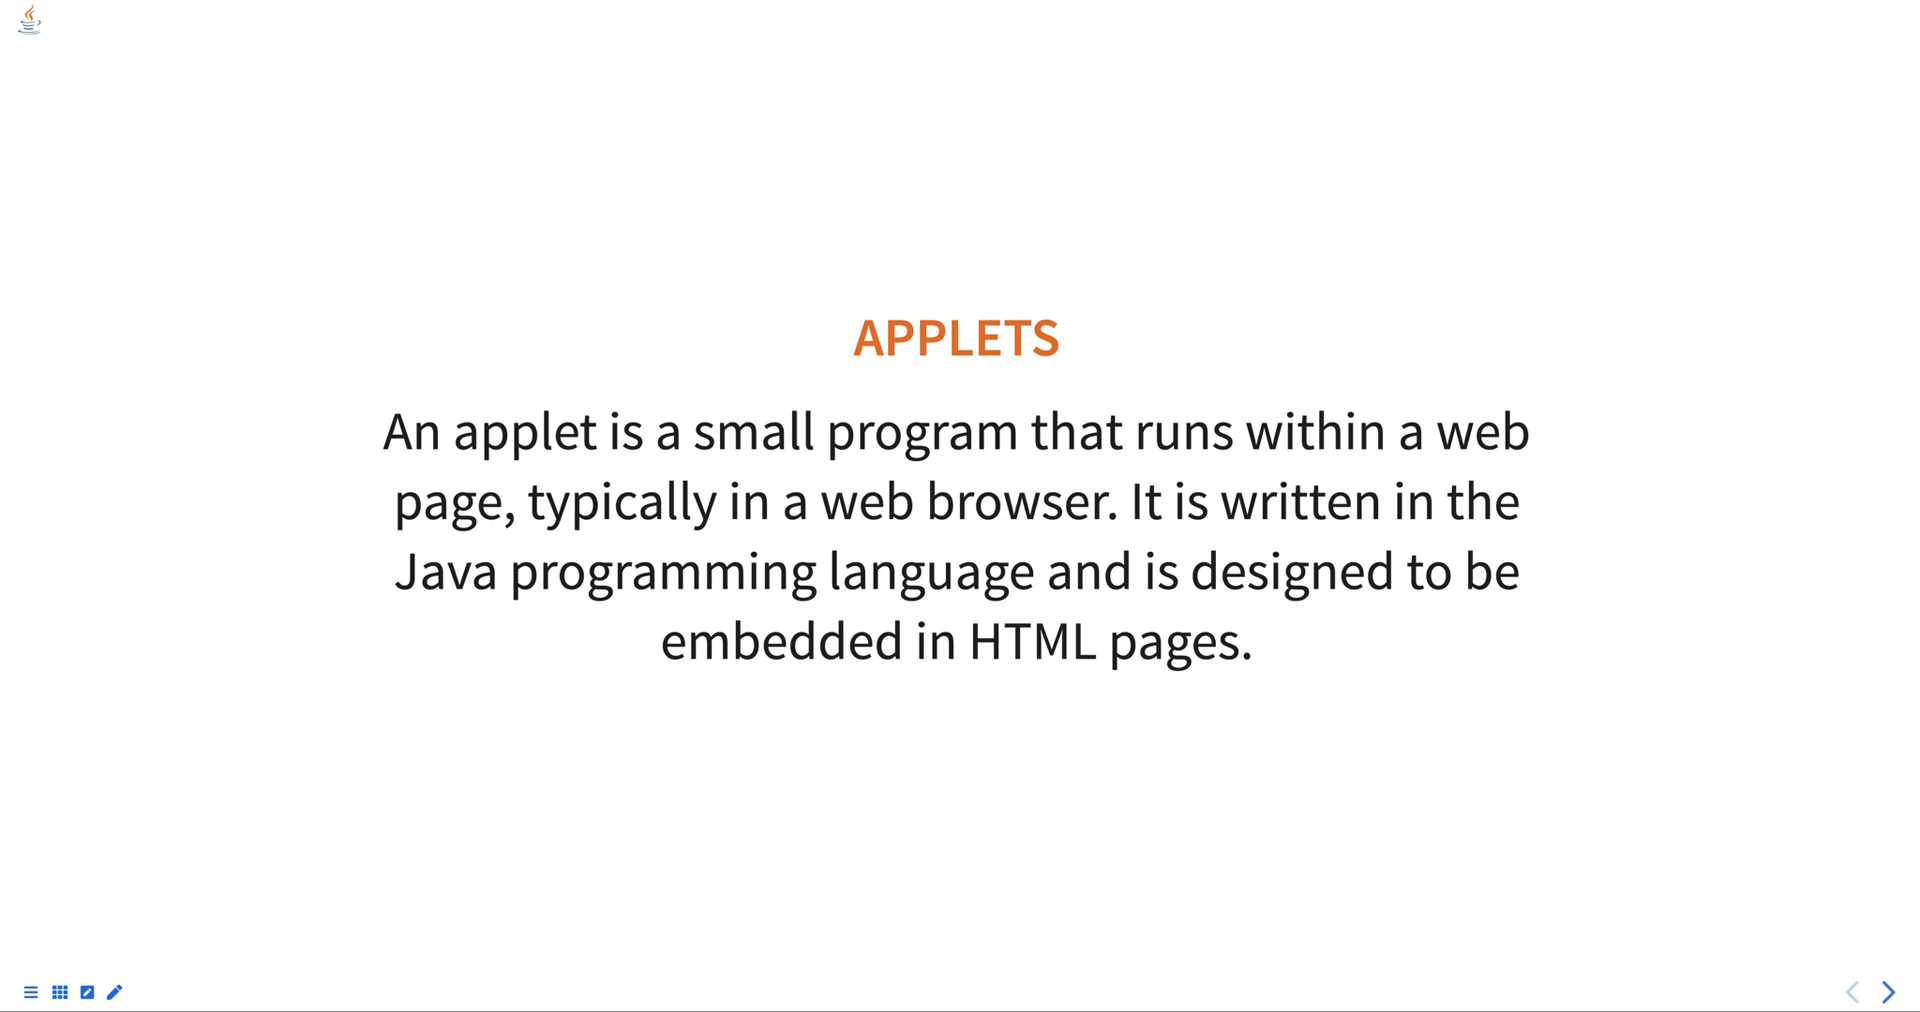 APPLETS
An applet is a small program that runs within a web
page, typically in a web browser. It is written in the
Java programming language and is designed to be
embedded in HTML pages.